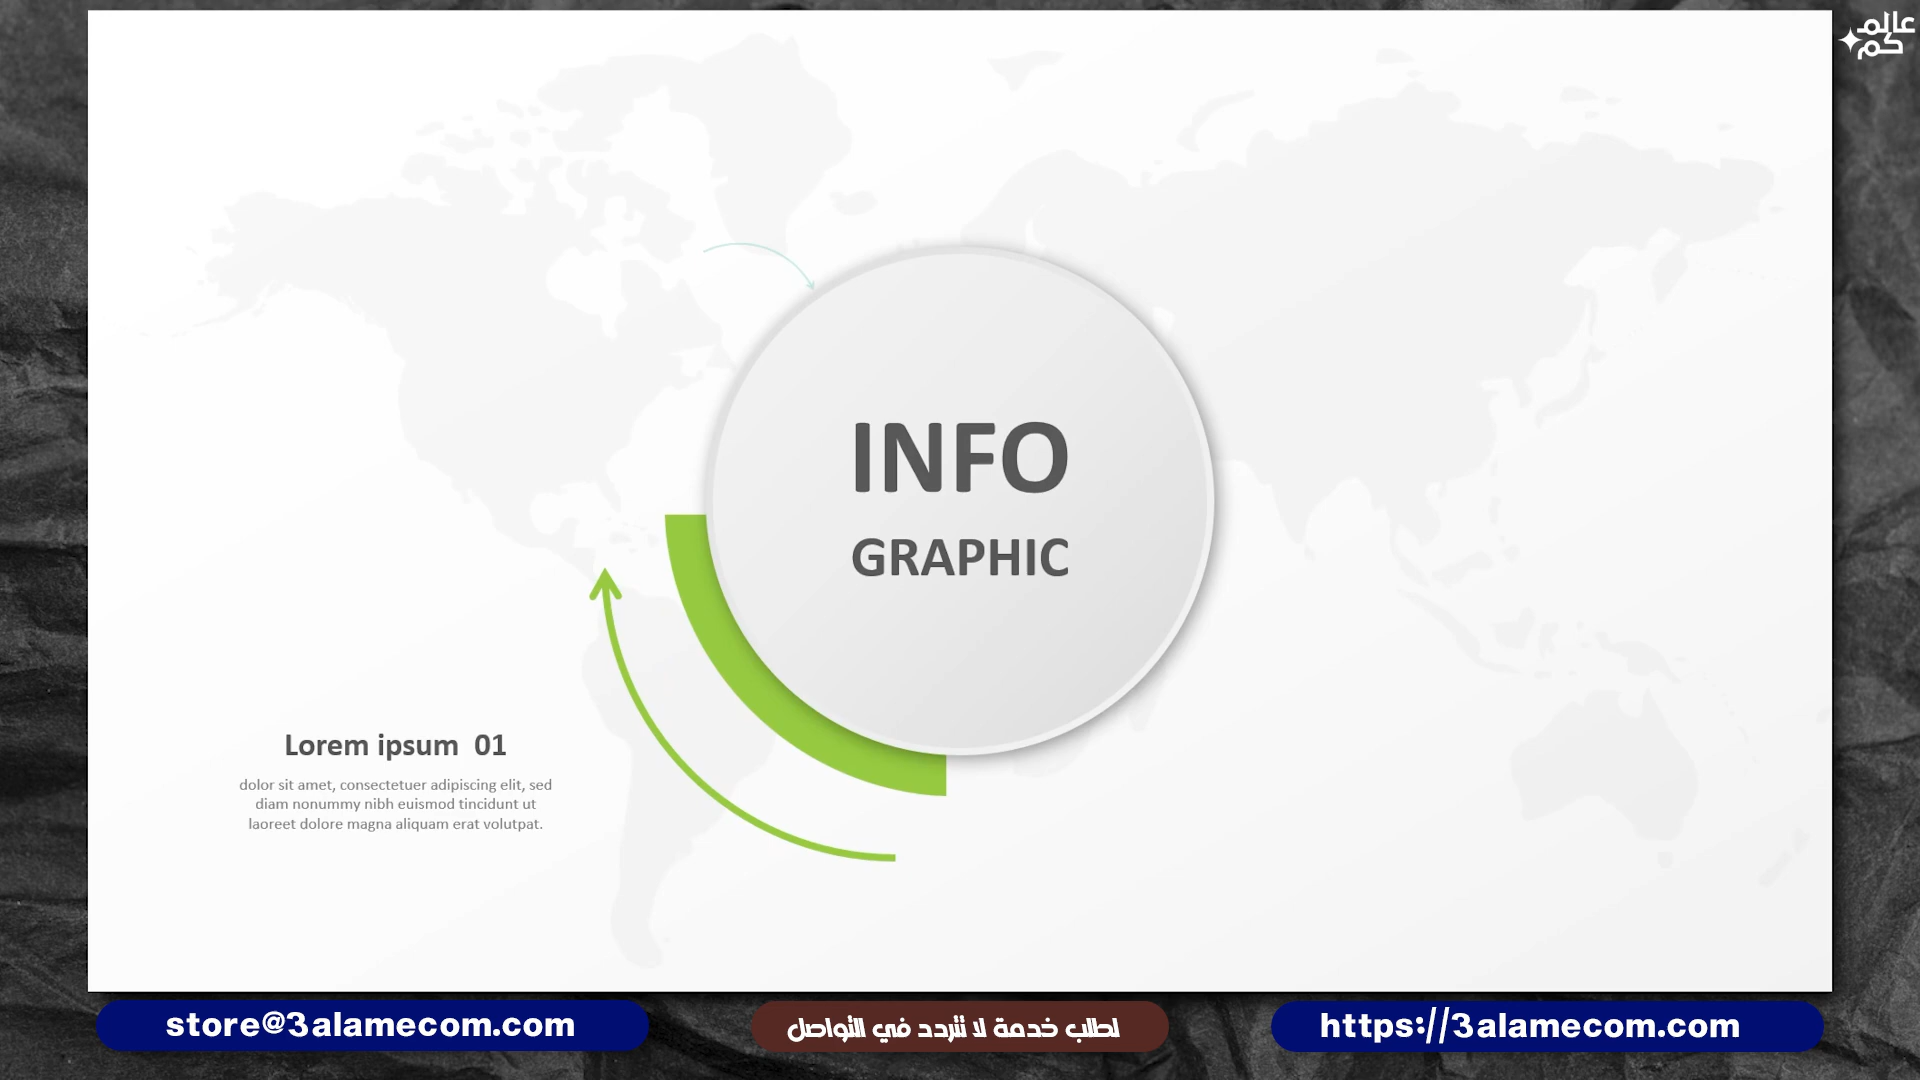 عالم
كم
INFO
GRAPHIC
Lorem ipsum 01
dolor sit amet, consectetuer adipiscing elit, sed
diam nonummy nibh euismod tincidunt ut
laoreet dolore magna aliquam erat volutpat.
store@3alamecom.com
لطلب خدمة لا تتردد في التواصل
https://3alamecom.com